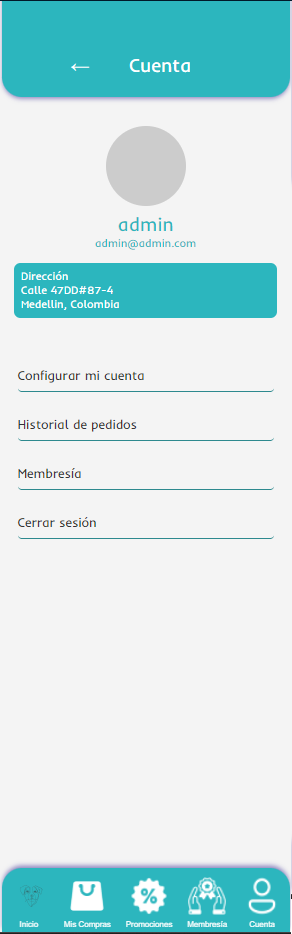 ← Cuenta
admin
admin@admin.com
Dirección
Calle 47DD#87-4
Medellin, Colombia
Configurar mi cuenta
Historial de pedidos
Membresía
Cerrar sesión
Inicio Mis Compras Promociones Membresía Cuenta